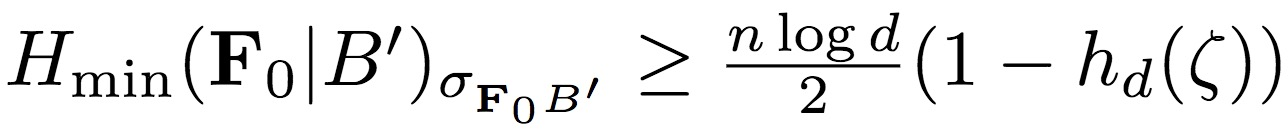 $H_{\min}(\mathbf{F}_0|B')_{\sigma_{\mathbf{F}_0 B'}} \geq \frac{n \log d}{2}(1 - h_d(\zeta))$